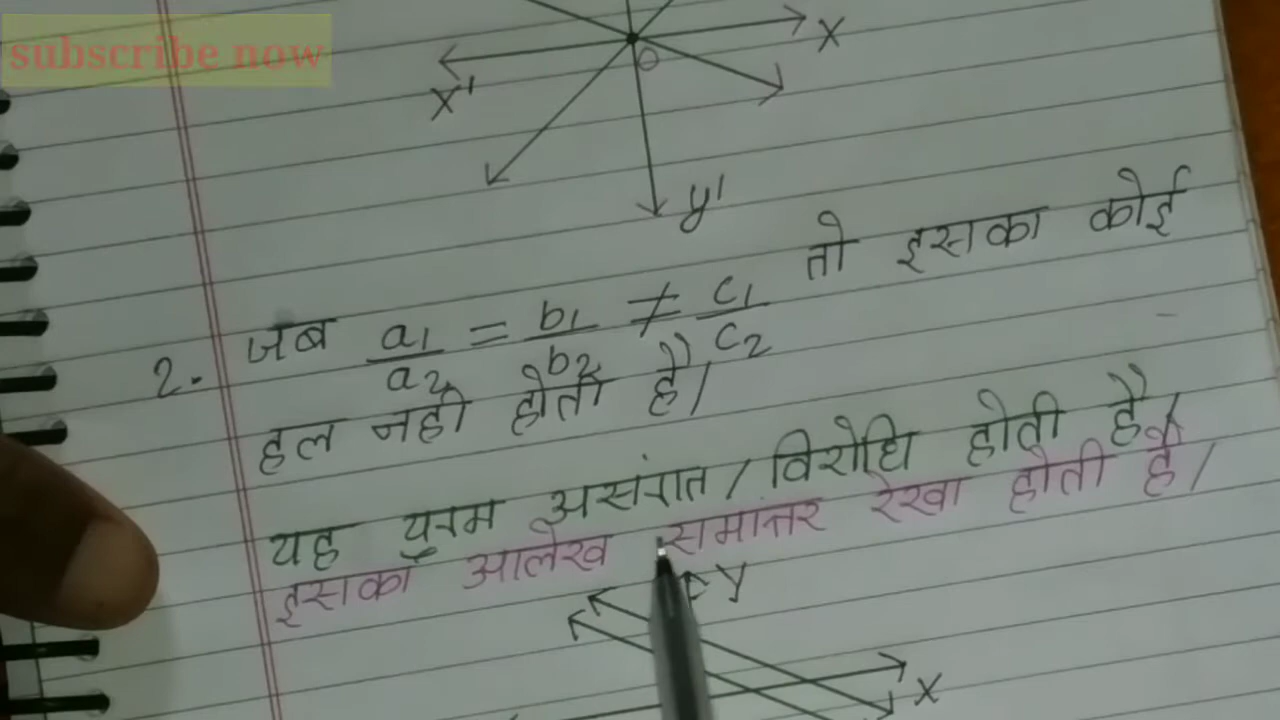 subscribe now
X
O
X'
y'
2. जब a1/a2 = b1/b2 ≠ c1/c2 तो इसका कोई
हल नही होती है।
यह युग्म असंगत / विरोधि होती है।
इसका आलेख समांतर रेखा होती है।
y
X